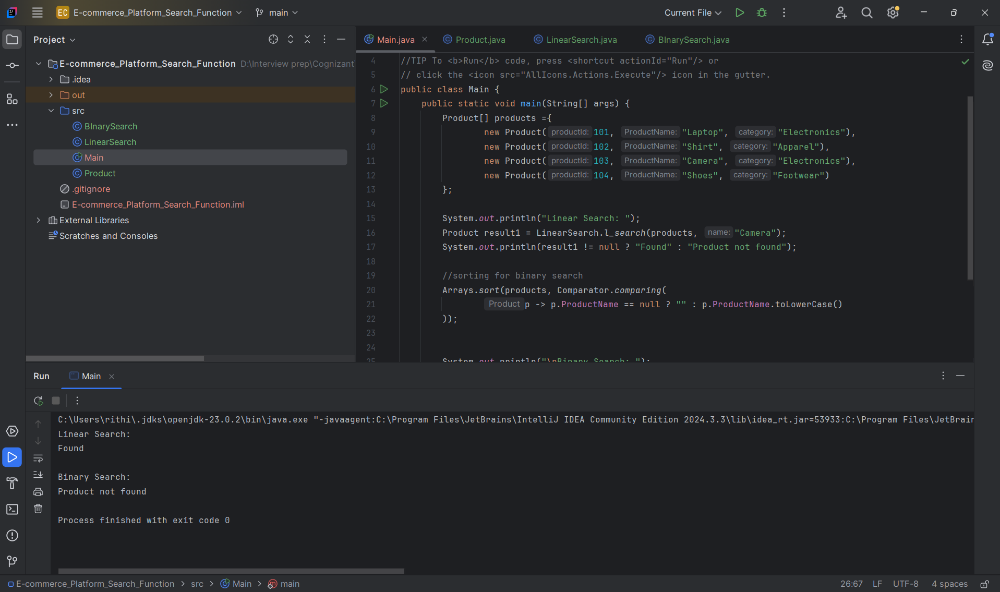 EC E-commerce_Platform_Search_Function main Current File
Project
E-commerce_Platform_Search_Function D:\Interview prep\Cognizant
.idea
out
src
BInarySearch
LinearSearch
Main
Product
.gitignore
E-commerce_Platform_Search_Function.iml
External Libraries
Scratches and Consoles
Main.java Product.java LinearSearch.java BInarySearch.java
4 //TIP To <b>Run</b> code, press <shortcut actionId="Run"/> or
5 // click the <icon src="AllIcons.Actions.Execute"/> icon in the gutter.
6 public class Main {
7 public static void main(String[] args) {
8 Product[] products ={
9 new Product( productId: 101, ProductName: "Laptop", category: "Electronics"),
10 new Product( productId: 102, ProductName: "Shirt", category: "Apparel"),
11 new Product( productId: 103, ProductName: "Camera", category: "Electronics"),
12 new Product( productId: 104, ProductName: "Shoes", category: "Footwear")
13 };
14
15 System.out.println("Linear Search: ");
16 Product result1 = LinearSearch.l_search(products, name: "Camera");
17 System.out.println(result1 != null ? "Found" : "Product not found");
18
19 //sorting for binary search
20 Arrays.sort(products, Comparator.comparing(
21 Product p -> p.ProductName == null ? "" : p.ProductName.toLowerCase()
22 ));
23
24
25 System.out.println("\nBinary Search: ");
Run Main
C:\Users\rithi\.jdks\openjdk-23.0.2\bin\java.exe "-javaagent:C:\Program Files\JetBrains\IntelliJ IDEA Community Edition 2024.3.3\lib\idea_rt.jar=53933:C:\Program Files\JetBrain
Linear Search:
Found
Binary Search:
Product not found
Process finished with exit code 0
E-commerce_Platform_Search_Function > src > Main > main 26:67 LF UTF-8 4 spaces